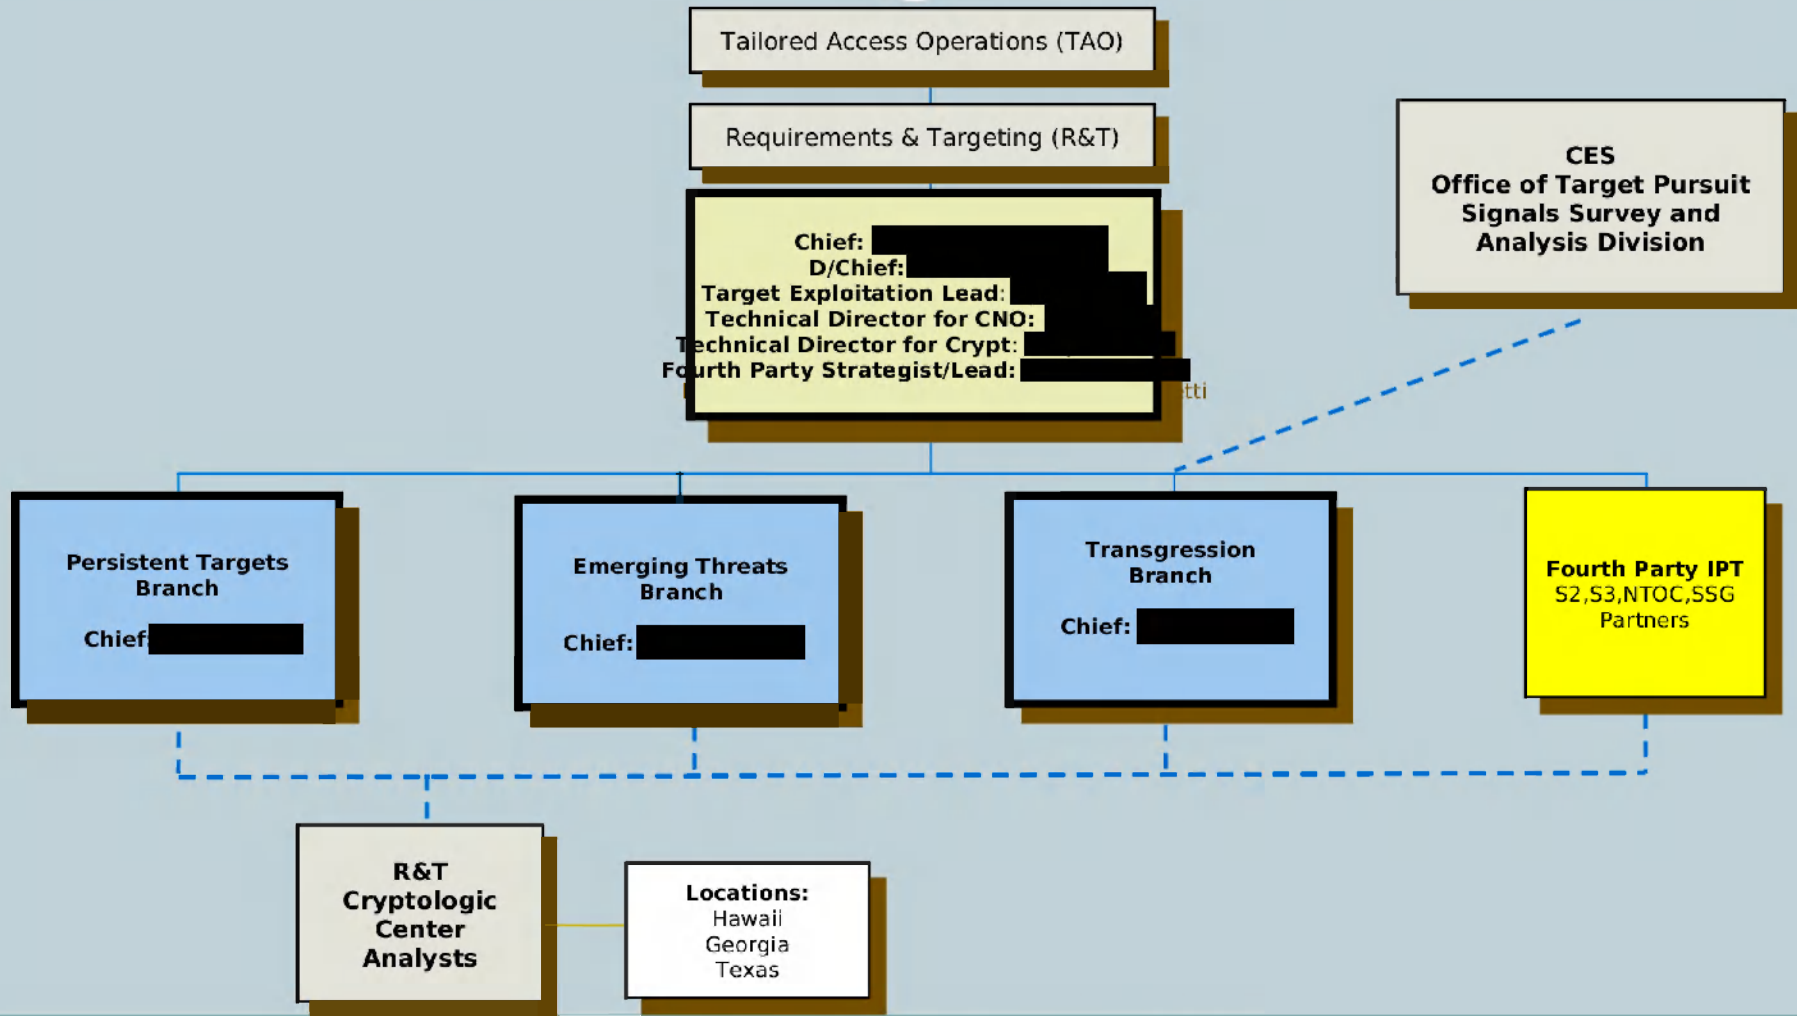 Tailored Access Operations (TAO)
Requirements & Targeting (R&T)
CES
Office of Target Pursuit
Signals Survey and
Analysis Division
Chief:
D/Chief:
Target Exploitation Lead:
Technical Director for CNO:
Technical Director for Crypt:
Fourth Party Strategist/Lead:
tti
Persistent Targets
Branch
Chief:
Emerging Threats
Branch
Chief:
Transgression
Branch
Chief:
Fourth Party IPT
S2,S3,NTOC,SSG
Partners
R&T
Cryptologic
Center
Analysts
Locations:
Hawaii
Georgia
Texas